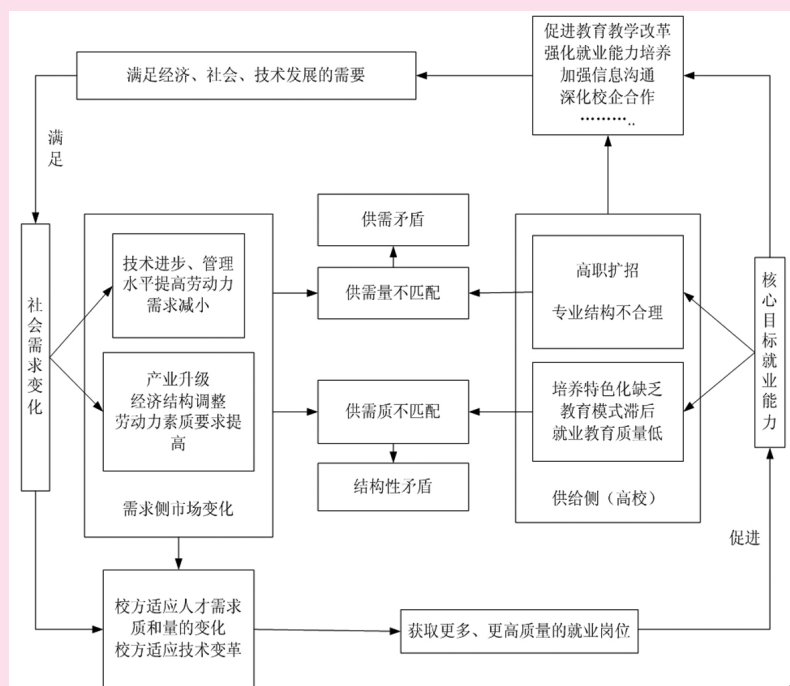 促进教育教学改革
强化就业能力培养
加强信息沟通
深化校企合作
………..
满足经济、社会、技术发展的需要
满足
供需矛盾
技术进步、管理
水平提高劳动力
需求减小
供需量不匹配
高职扩招
专业结构不合理
社会需求变化
核心目标就业能力
产业升级
经济结构调整
劳动力素质要求提
高
供需质不匹配
培养特色化缺乏
教育模式滞后
就业教育质量低
结构性矛盾
需求侧市场变化
供给侧（高校）
促进
校方适应人才需求
质和量的变化
校方适应技术变革
获取更多、更高质量的就业岗位